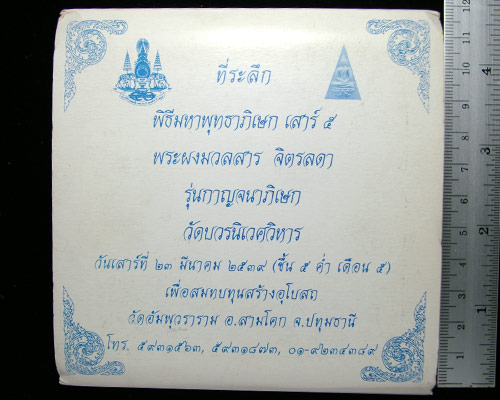 ที่ระลึก
พิธีมหาพุทธาภิเษก เสาร์ ๕
พระผงมวลสาร จิตรลดา
รุ่นกาญจนาภิเษก
วัดบวรนิเวศวิหาร
วันเสาร์ที่ ๒๓ มีนาคม ๒๕๓๙ (ขึ้น ๕ ค่ำ เดือน ๕)
เพื่อสมทบทุนสร้างอุโบสถ
วัดอัมพุวราราม อ.สามโคก จ.ปทุมธานี
โทร. ๕๙๓๑๕๖๓, ๕๙๓๑๘๗๓, ๐๑-๙๒๓๔๓๘๙
1
2
3
4